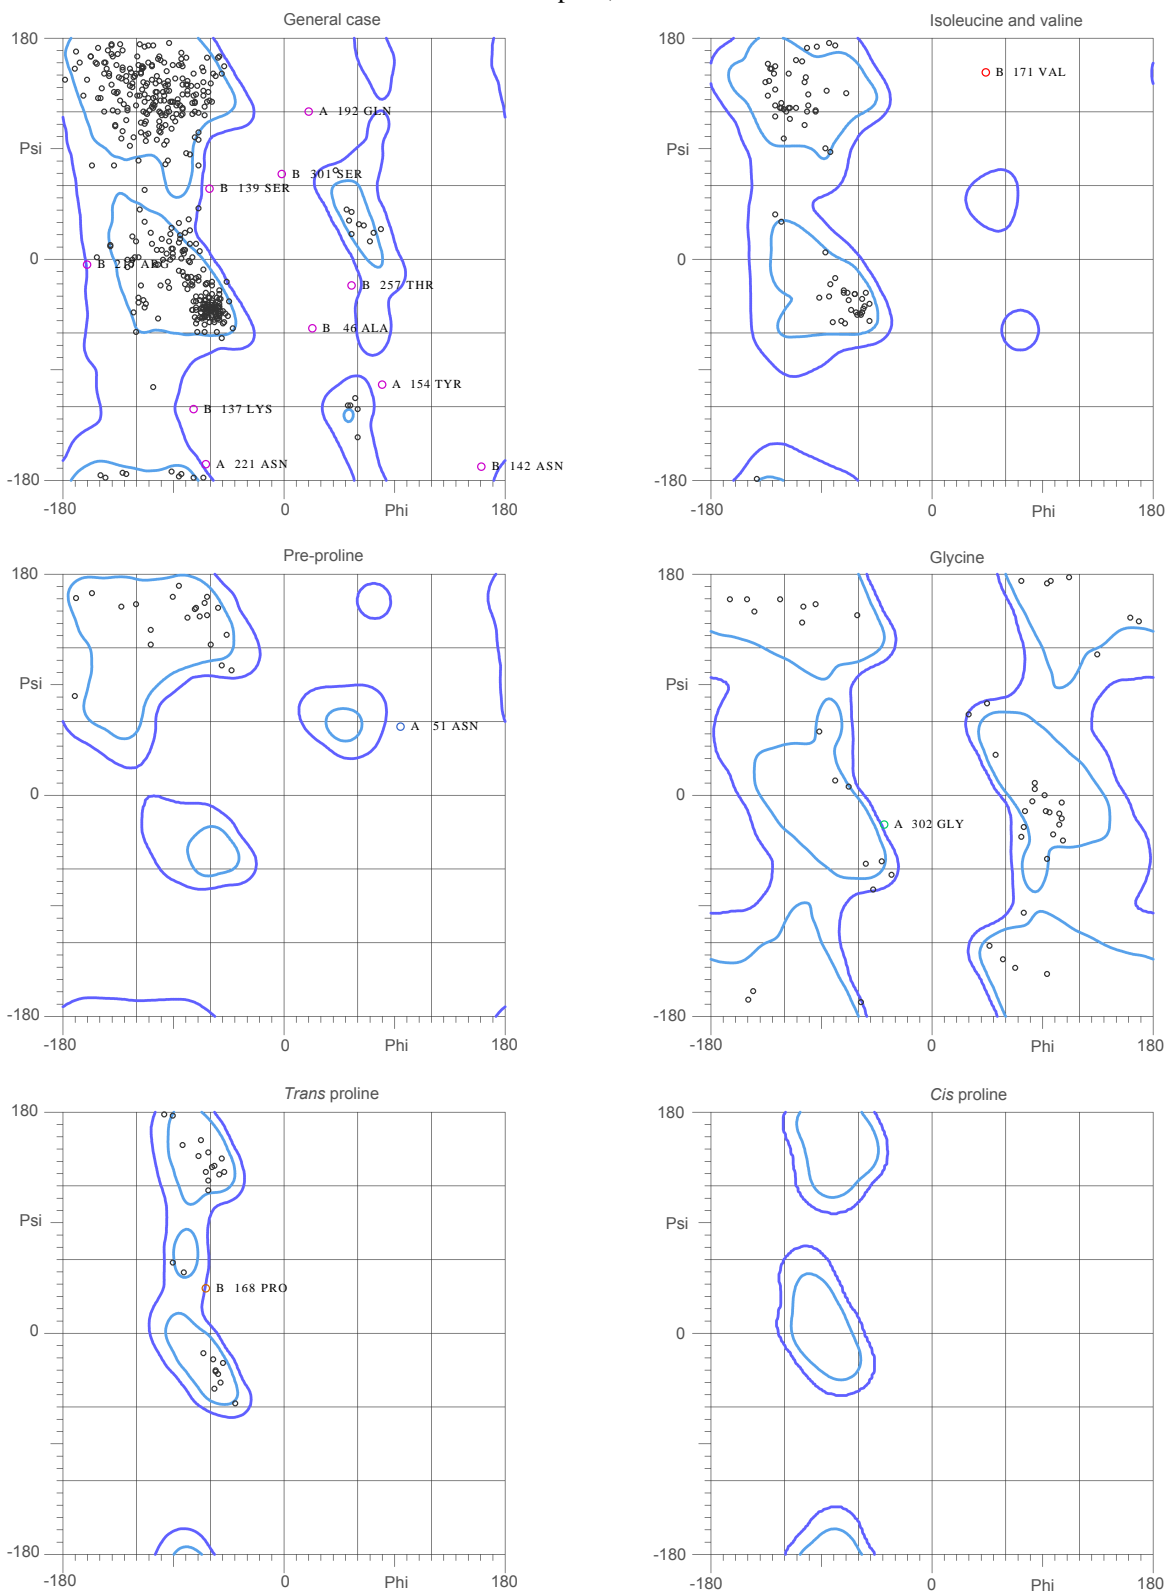 General case
180
Psi
0
-180
-180
0
Phi
180
A 192 GLN
B 301 SER
B 139 SER
B ARG
B 257 THR
B 46 ALA
A 154 TYR
B 137 LYS
A 221 ASN
B 142 ASN
Isoleucine and valine
180
Psi
0
-180
-180
0
Phi
180
B 171 VAL
Pre-proline
180
Psi
0
-180
-180
0
Phi
180
A 51 ASN
Glycine
180
Psi
0
-180
-180
0
Phi
180
A 302 GLY
Trans proline
180
Psi
0
-180
-180
0
Phi
180
B 168 PRO
Cis proline
180
Psi
0
-180
-180
0
Phi
180